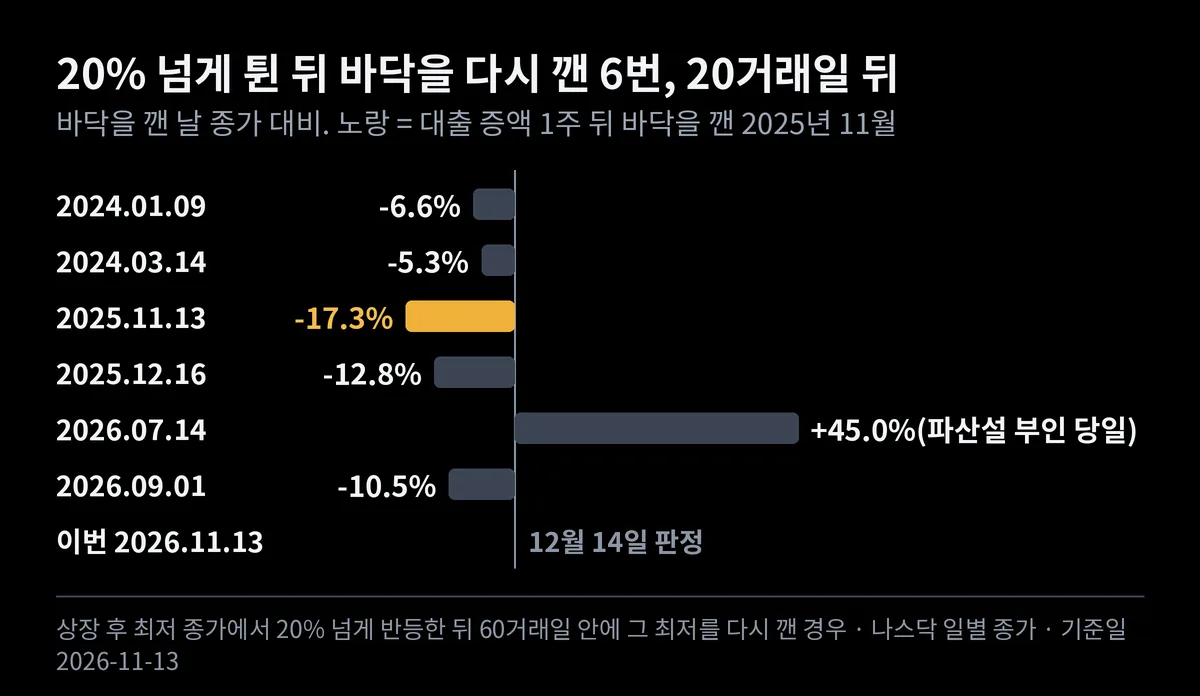 20% 넘게 튄 뒤 바닥을 다시 깬 6번, 20거래일 뒤
바닥을 깬 날 종가 대비. 노랑 = 대출 증액 1주 뒤 바닥을 깬 2025년 11월
2024.01.09 -6.6%
2024.03.14 -5.3%
2025.11.13 -17.3%
2025.12.16 -12.8%
2026.07.14 +45.0%(파산설 부인 당일)
2026.09.01 -10.5%
이번 2026.11.13 12월 14일 판정
상장 후 최저 종가에서 20% 넘게 반등한 뒤 60거래일 안에 그 최저를 다시 깬 경우 · 나스닥 일별 종가 · 기준일
2026-11-13